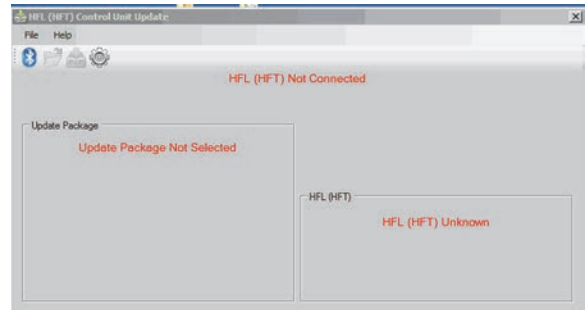 HFL (HFT) Control Unit Update
File Help
HFL (HFT) Not Connected
Update Package
Update Package Not Selected
HFL (HFT)
HFL (HFT) Unknown